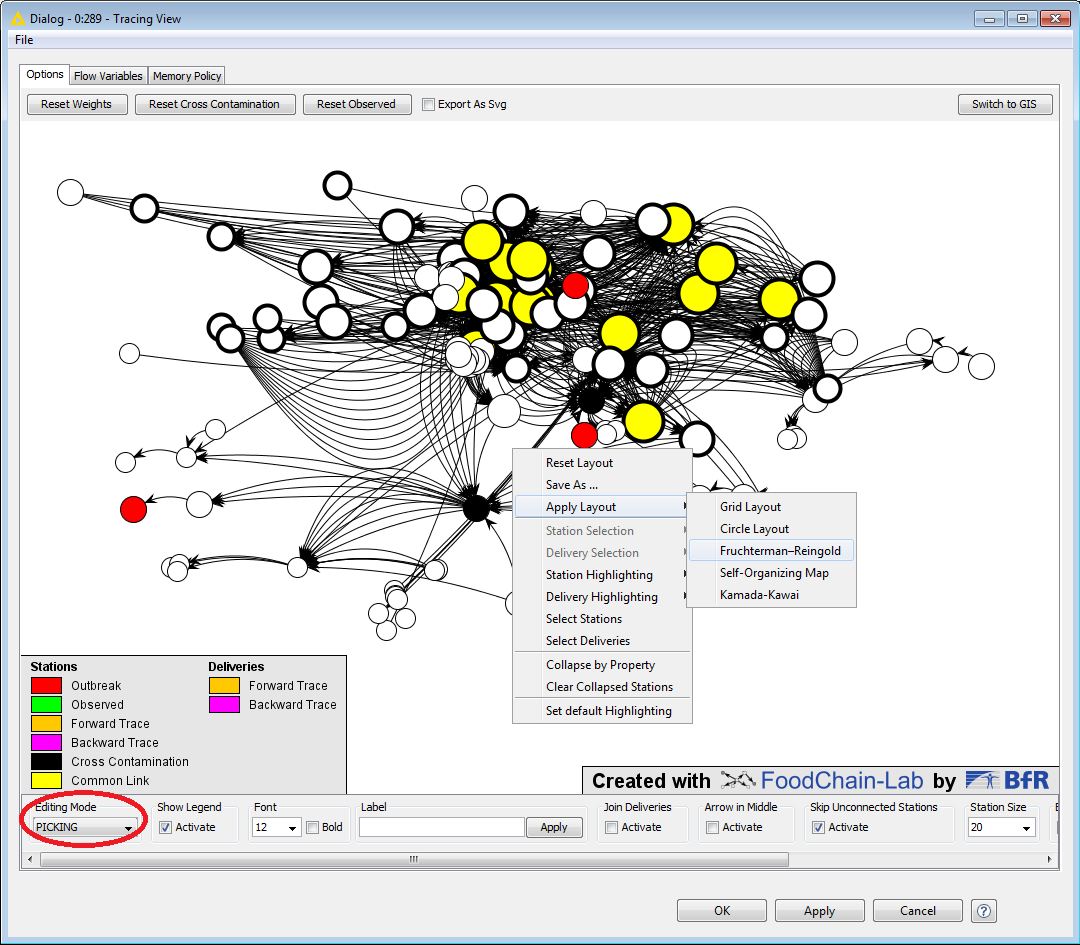 Dialog - 0:289 - Tracing View
File
Options Flow Variables Memory Policy
Reset Weights Reset Cross Contamination Reset Observed Export As Svg Switch to GIS
Reset Layout
Save As ...
Apply Layout
Station Selection
Delivery Selection
Station Highlighting
Delivery Highlighting
Select Stations
Select Deliveries
Collapse by Property
Clear Collapsed Stations
Set default Highlighting
Grid Layout
Circle Layout
Fruchterman–Reingold
Self-Organizing Map
Kamada-Kawai
Stations Deliveries
Outbreak Forward Trace
Observed Backward Trace
Forward Trace
Backward Trace
Cross Contamination
Common Link
Created with FoodChain-Lab by BfR
Editing Mode Show Legend Font Label Join Deliveries Arrow in Middle Skip Unconnected Stations Station Size
PICKING Activate 12 Bold Apply Activate Activate Activate 20
OK Apply Cancel ?